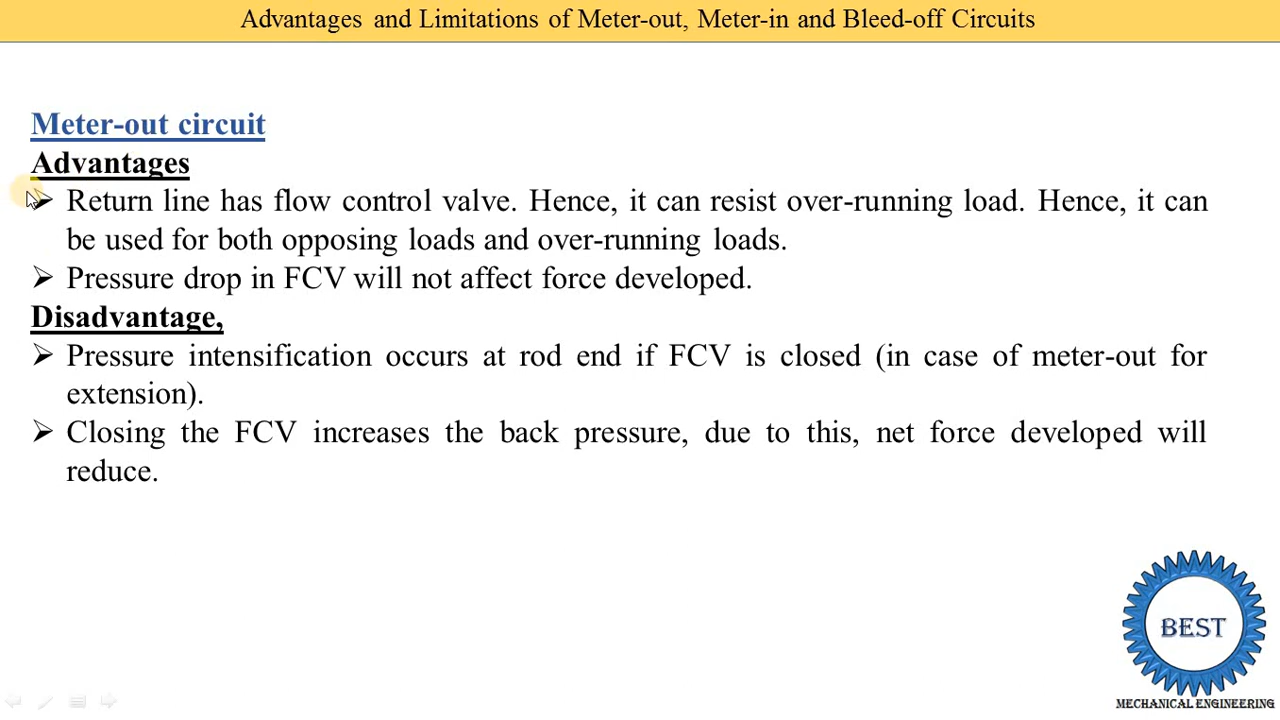 Advantages and Limitations of Meter-out, Meter-in and Bleed-off Circuits
Meter-out circuit
Advantages
Return line has flow control valve. Hence, it can resist over-running load. Hence, it can
be used for both opposing loads and over-running loads.
Pressure drop in FCV will not affect force developed.
Disadvantage,
Pressure intensification occurs at rod end if FCV is closed (in case of meter-out for
extension).
Closing the FCV increases the back pressure, due to this, net force developed will
reduce.
BEST
MECHANICAL ENGINEERING